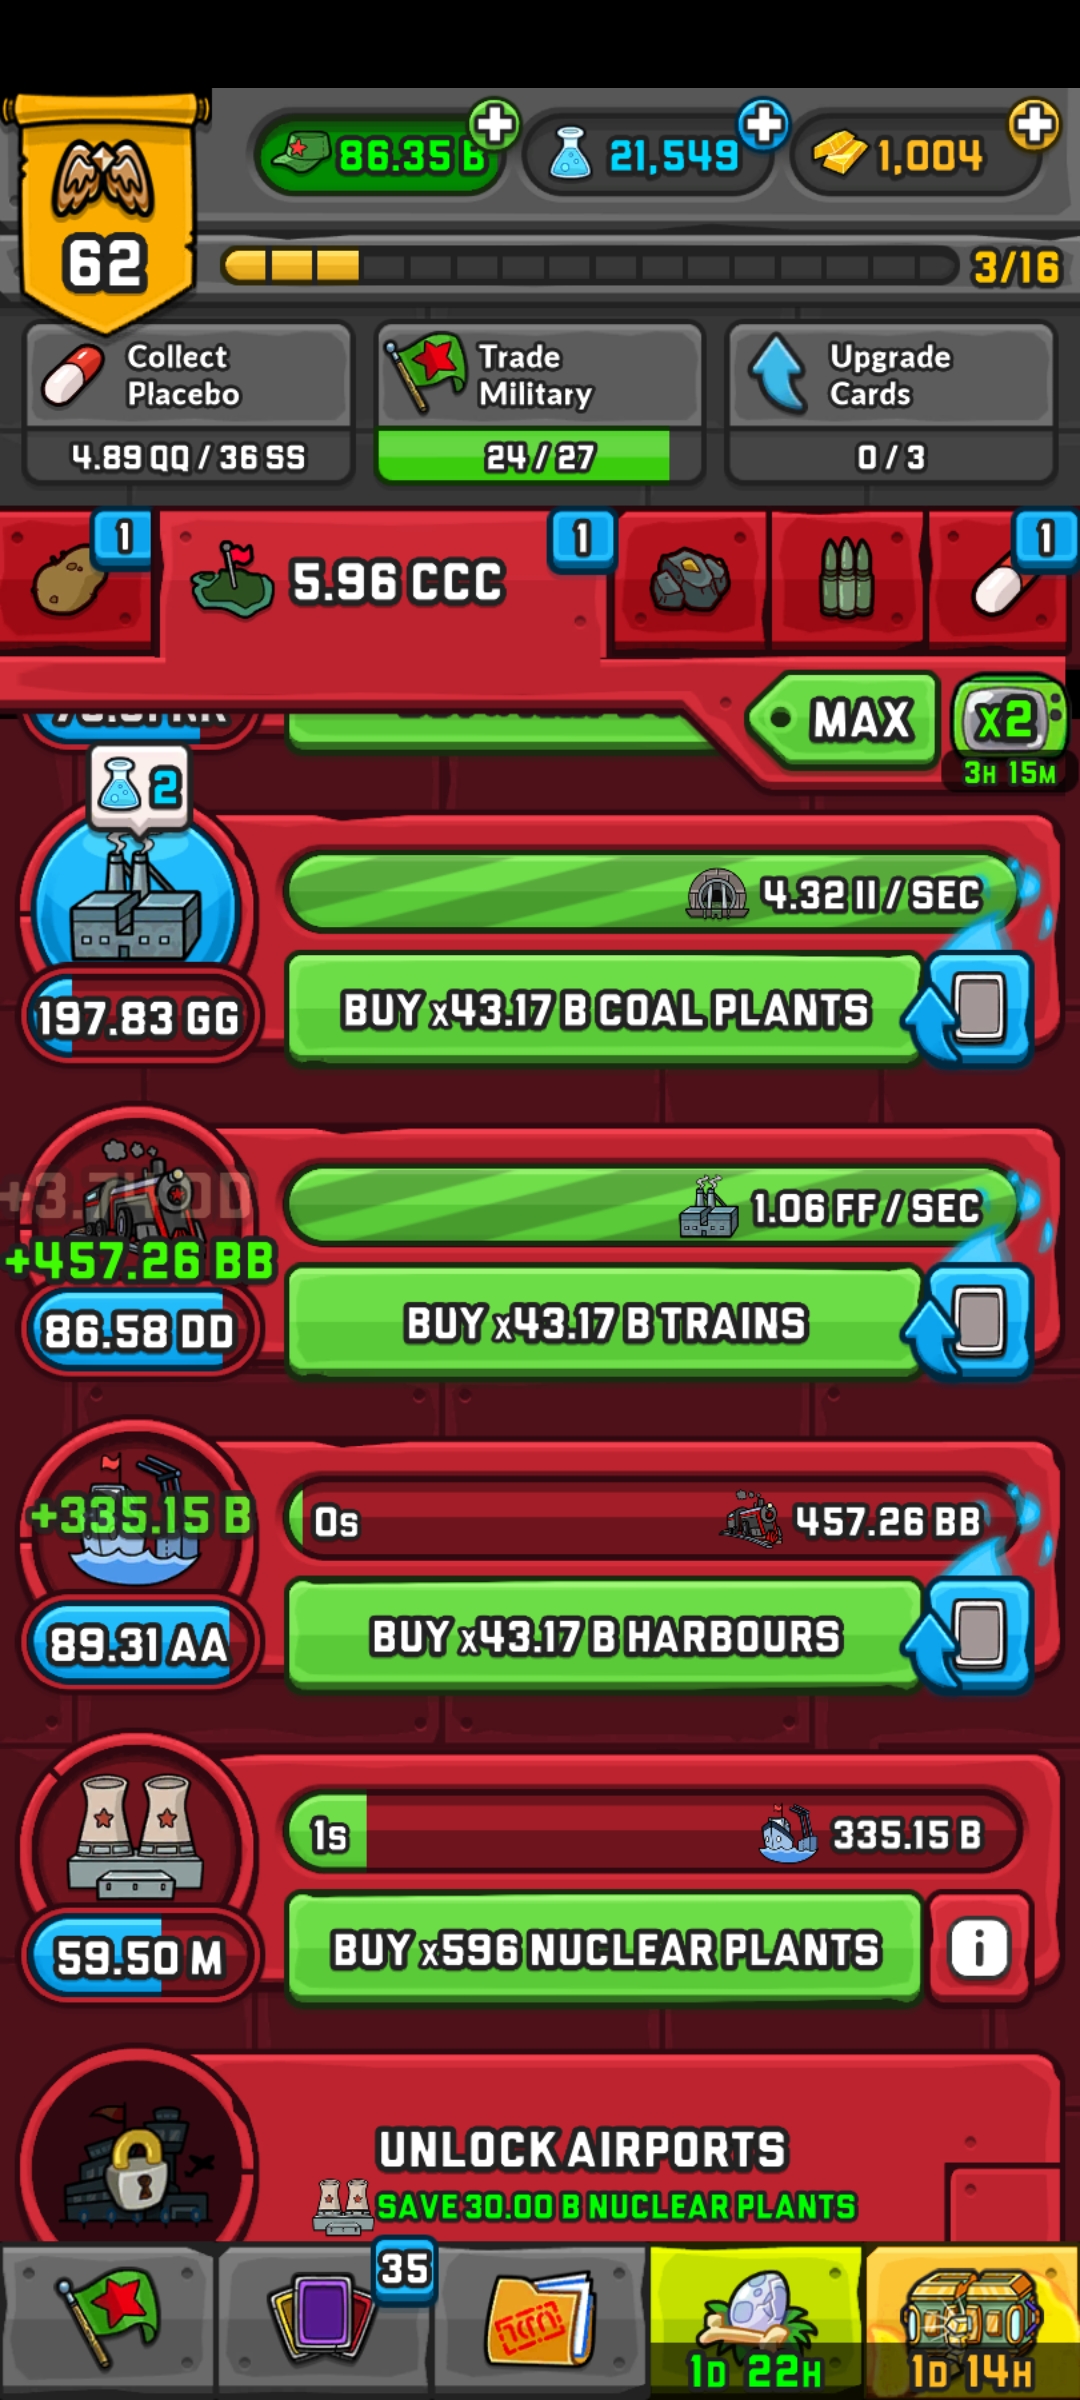 86.35 B
21,549
1,004
62
3/16
Collect
Placebo
4.89 QQ / 36 SS
Trade
Military
24 / 27
Upgrade
Cards
0 / 3
1
5.96 CCC
1
1
MAX
x2
3H 15M
2
4.32 II / SEC
197.83 GG
BUY x43.17 B COAL PLANTS
1.06 FF / SEC
+457.26 BB
86.58 DD
BUY x43.17 B TRAINS
+335.15 B
0s
457.26 BB
89.31 AA
BUY x43.17 B HARBOURS
1s
335.15 B
59.50 M
BUY x596 NUCLEAR PLANTS
i
UNLOCK AIRPORTS
SAVE 30.00 B NUCLEAR PLANTS
35
1D 22H
1D 14H